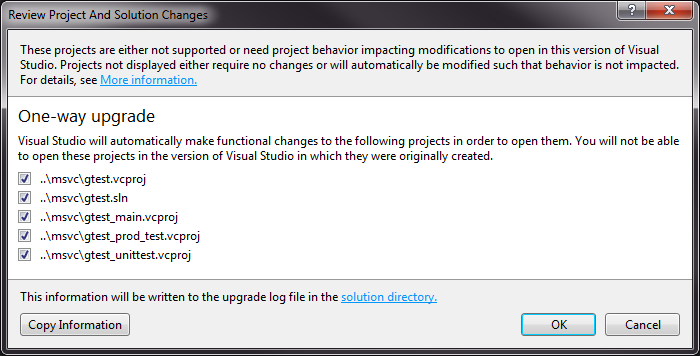 Review Project And Solution Changes
These projects are either not supported or need project behavior impacting modifications to open in this version of Visual
Studio. Projects not displayed either require no changes or will automatically be modified such that behavior is not impacted.
For details, see More information.
One-way upgrade
Visual Studio will automatically make functional changes to the following projects in order to open them. You will not be able
to open these projects in the version of Visual Studio in which they were originally created.
..\msvc\gtest.vcproj
..\msvc\gtest.sln
..\msvc\gtest_main.vcproj
..\msvc\gtest_prod_test.vcproj
..\msvc\gtest_unittest.vcproj
This information will be written to the upgrade log file in the solution directory.
Copy Information OK Cancel